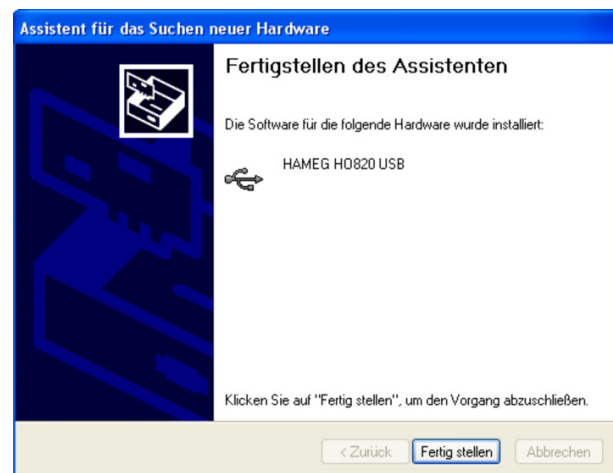 Assistent für das Suchen neuer Hardware
Fertigstellen des Assistenten
Die Software für die folgende Hardware wurde installiert:
HAMEG HO820 USB
Klicken Sie auf "Fertig stellen", um den Vorgang abzuschließen.
< Zurück Fertig stellen Abbrechen